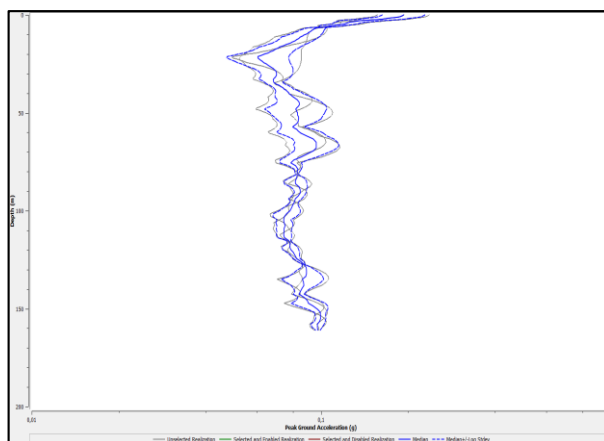 0
50
Depth (m)
100
150
200
0,01
0,1
Peak Ground Acceleration (g)
Unselected Realization Selected and Enabled Realization Selected and Disabled Realization Median Median+/-Ln: Stdev